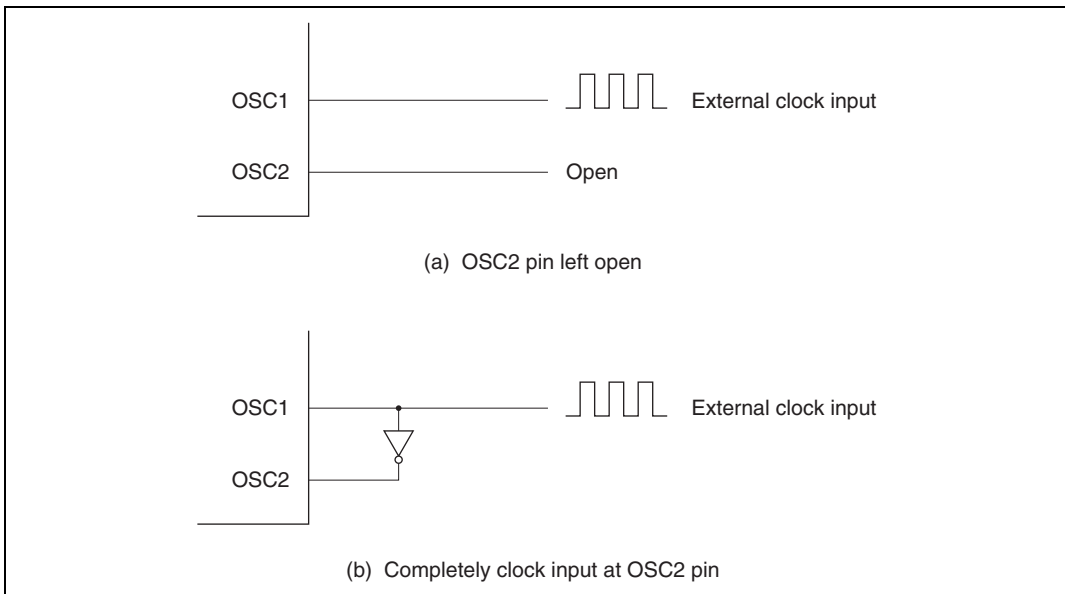 OSC1
External clock input
OSC2
Open
(a) OSC2 pin left open
OSC1
External clock input
OSC2
(b) Completely clock input at OSC2 pin